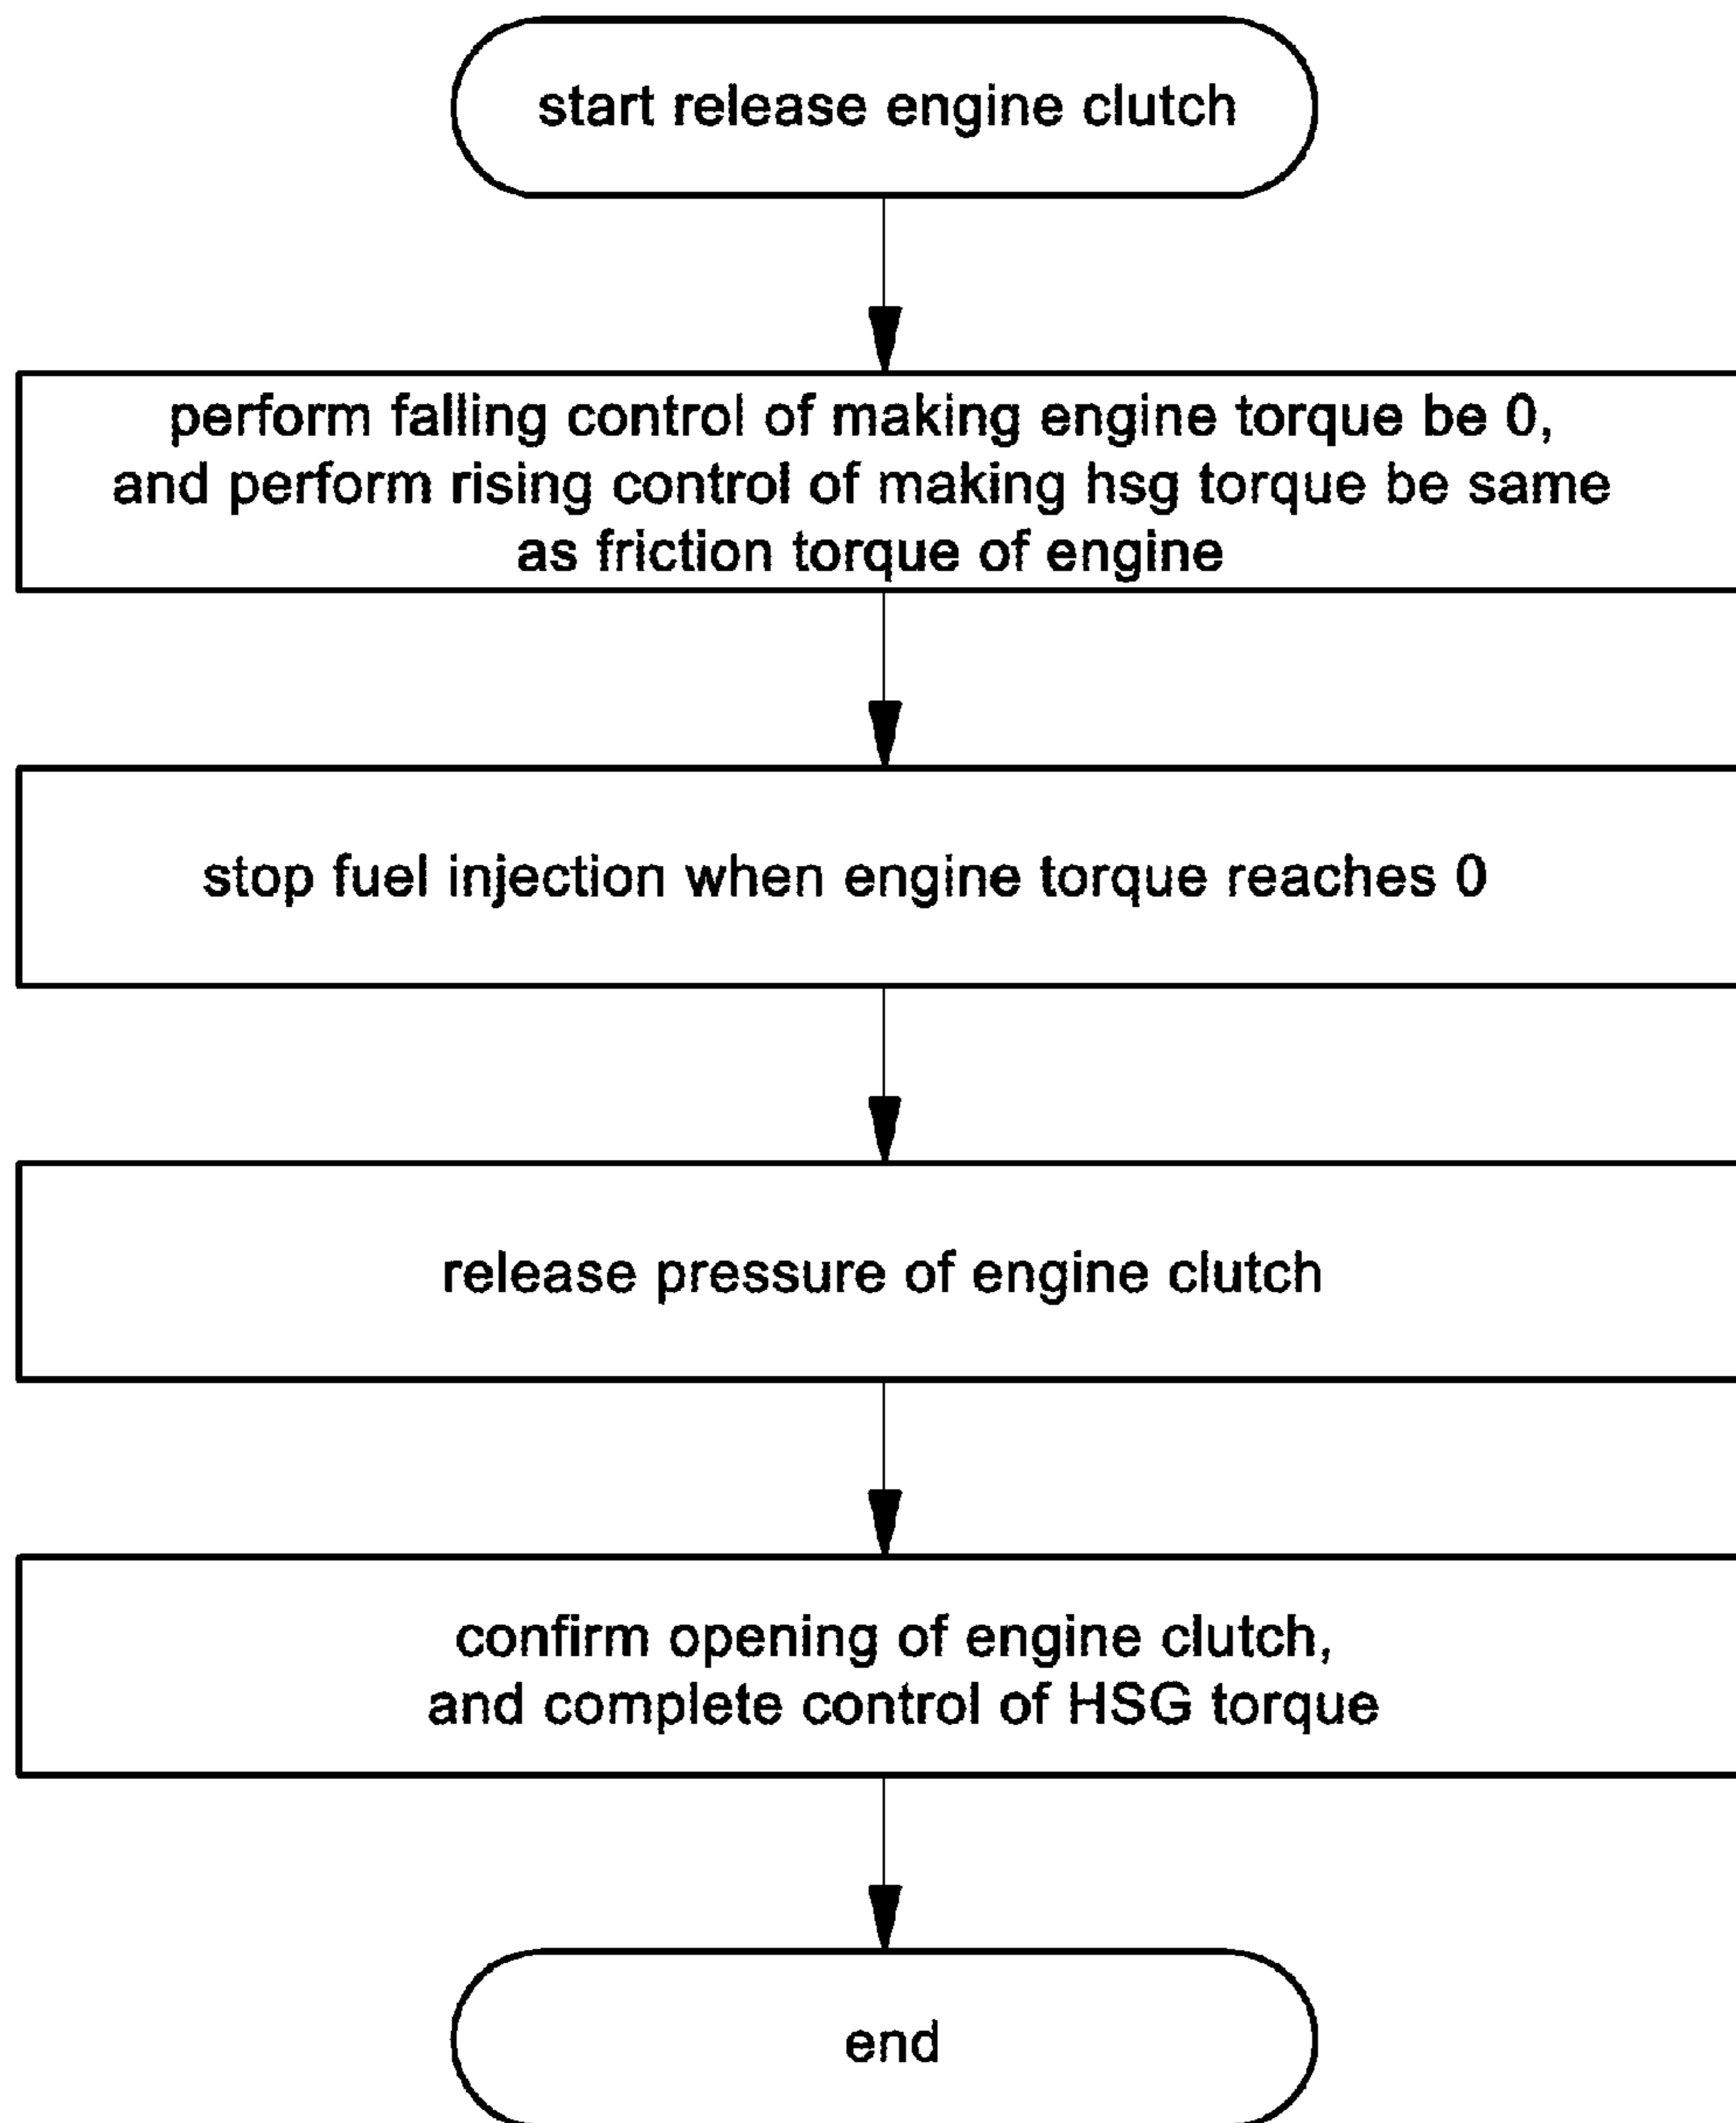 start release engine clutch
perform falling control of making engine torque be 0,
and perform rising control of making hsg torque be same
as friction torque of engine
stop fuel injection when engine torque reaches 0
release pressure of engine clutch
confirm opening of engine clutch,
and complete control of HSG torque
end